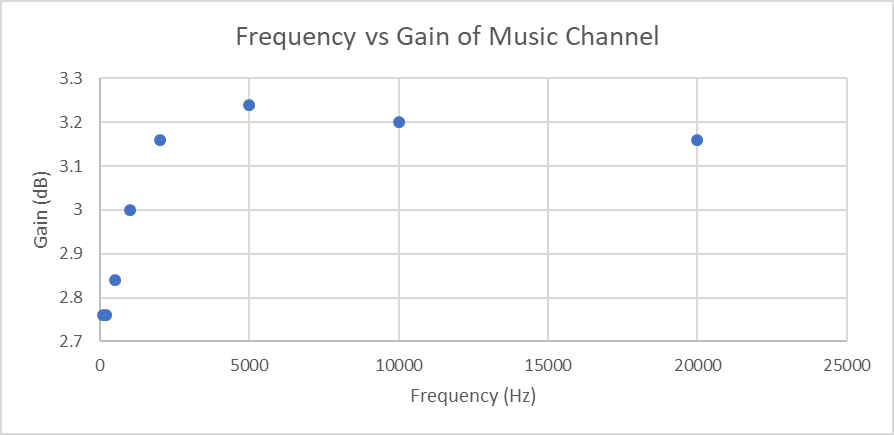 Frequency vs Gain of Music Channel
3.3
3.2
3.1
3
2.9
2.8
2.7
Gain (dB)
0 5000 10000 15000 20000 25000
Frequency (Hz)